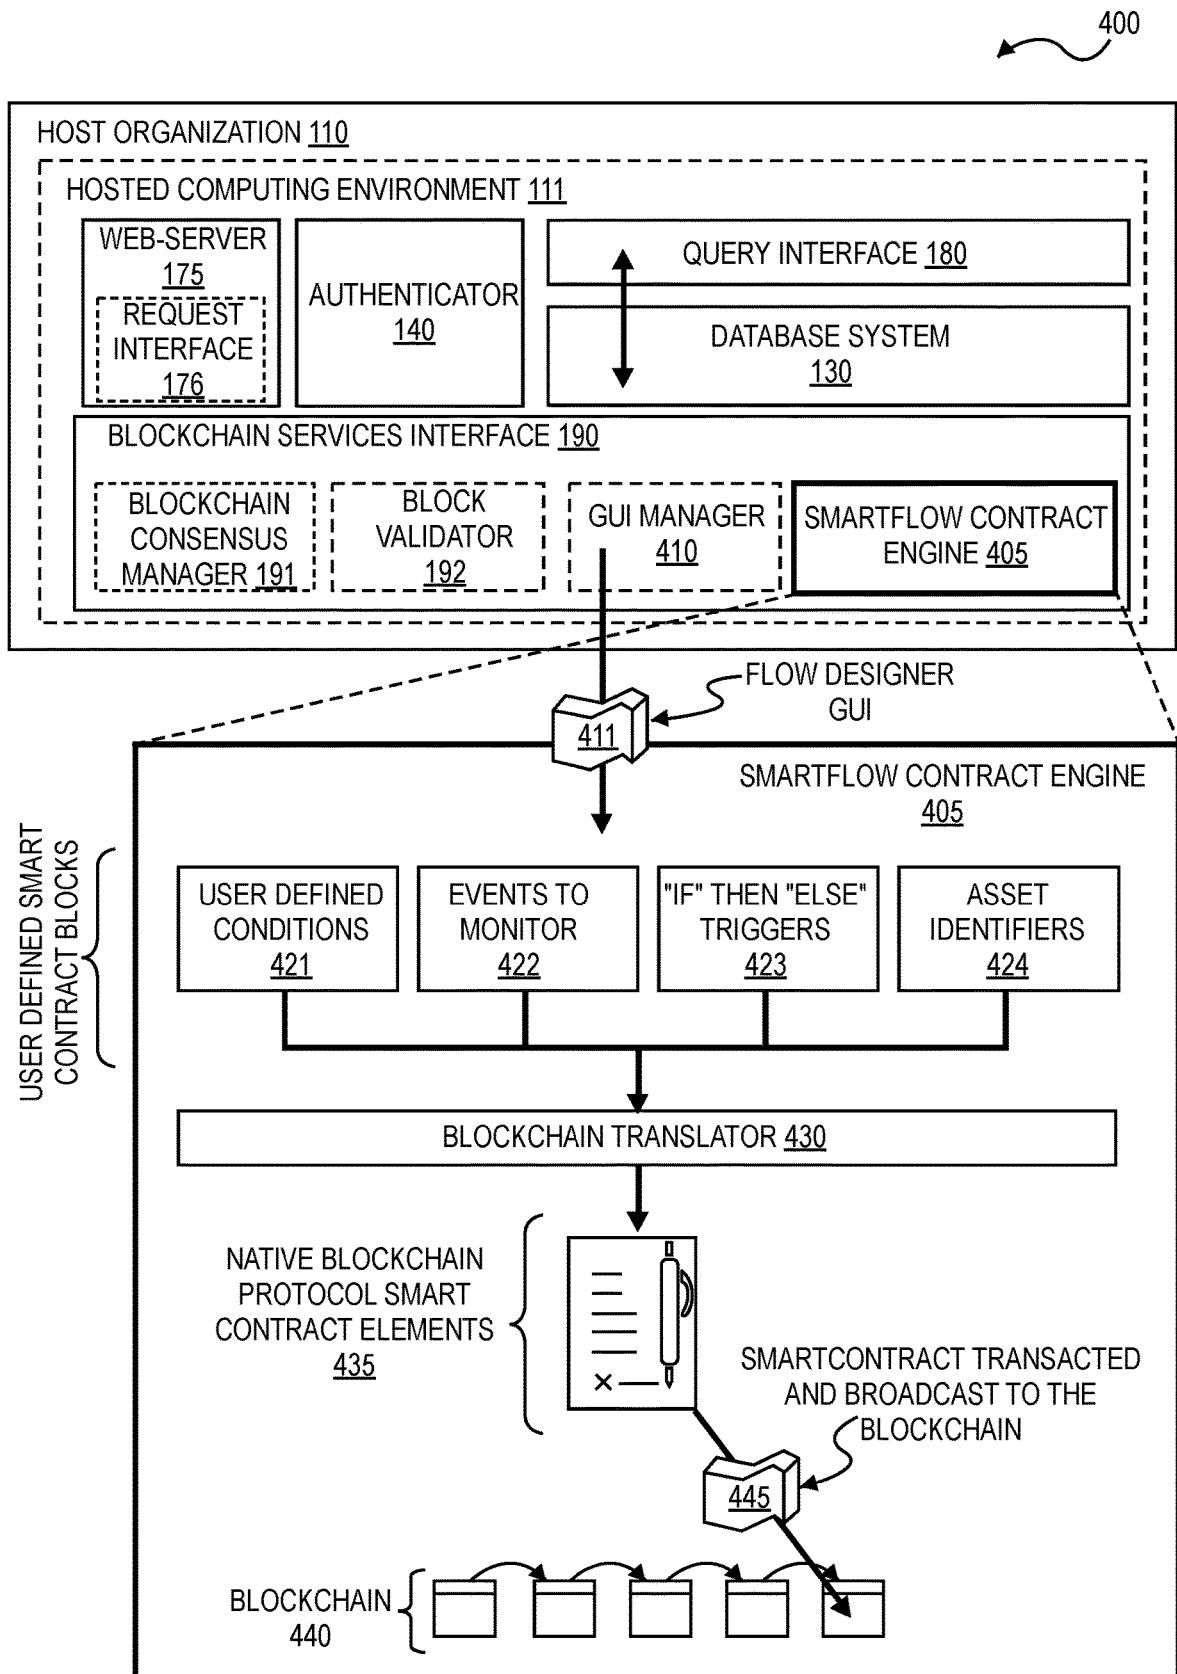 400
HOST ORGANIZATION 110
HOSTED COMPUTING ENVIRONMENT 111
WEB-SERVER
175
REQUEST
INTERFACE
176
AUTHENTICATOR
140
QUERY INTERFACE 180
DATABASE SYSTEM
130
BLOCKCHAIN SERVICES INTERFACE 190
BLOCKCHAIN
CONSENSUS
MANAGER 191
BLOCK
VALIDATOR
192
GUI MANAGER
410
SMARTFLOW CONTRACT
ENGINE 405
FLOW DESIGNER
GUI
411
SMARTFLOW CONTRACT ENGINE
405
USER DEFINED SMART
CONTRACT BLOCKS
USER DEFINED
CONDITIONS
421
EVENTS TO
MONITOR
422
"IF" THEN "ELSE"
TRIGGERS
423
ASSET
IDENTIFIERS
424
BLOCKCHAIN TRANSLATOR 430
NATIVE BLOCKCHAIN
PROTOCOL SMART
CONTRACT ELEMENTS
435
SMARTCONTRACT TRANSACTED
AND BROADCAST TO THE
BLOCKCHAIN
445
BLOCKCHAIN
440